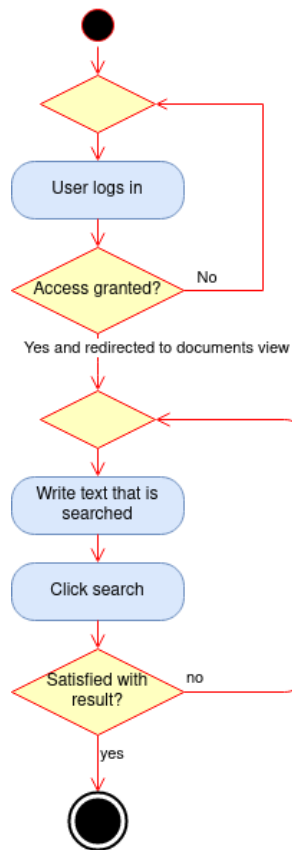 User logs in
Access granted?
No
Yes and redirected to documents view
Write text that is
searched
Click search
Satisfied with
result?
no
yes